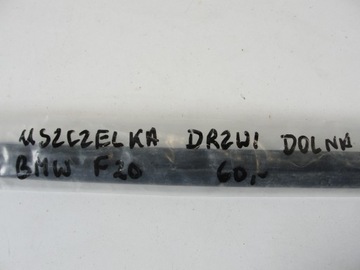 USZCZELKA DRZWI DOLNA
BMW F20 60,-